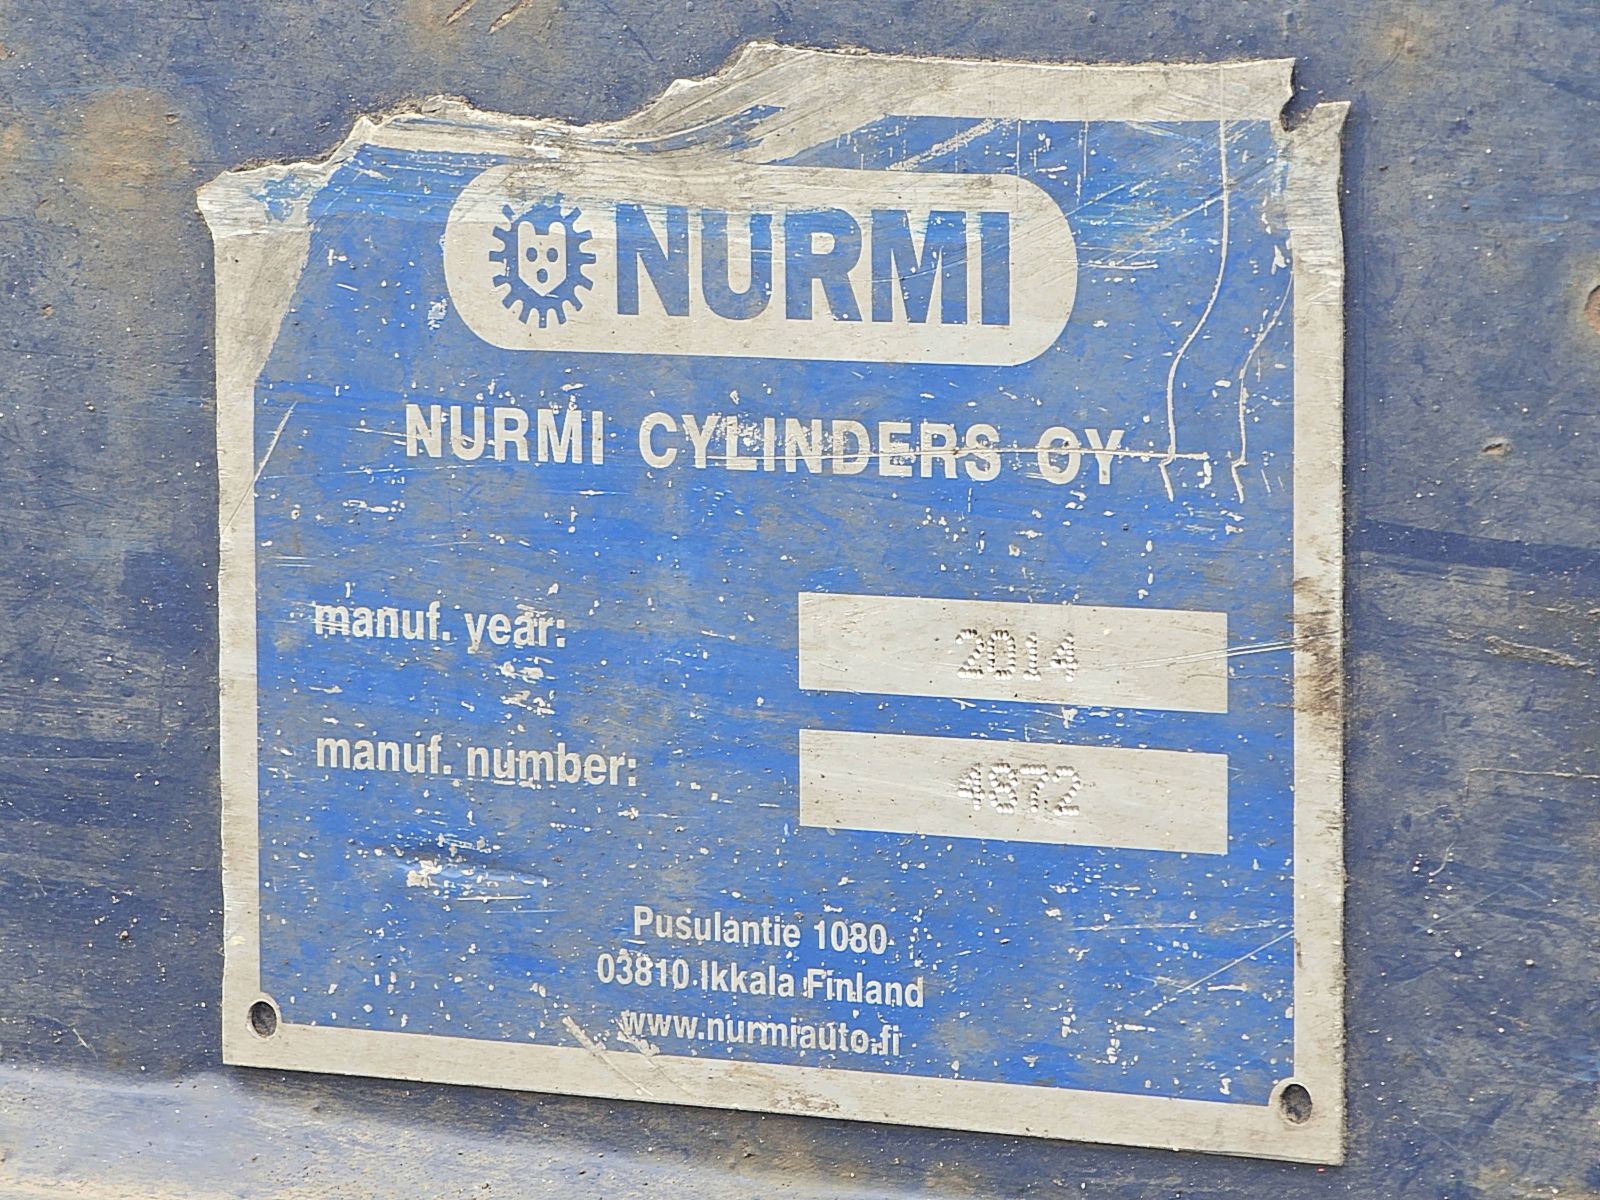 NURMI
NURMI CYLINDERS OY
manuf. year: 2014
manuf. number: 4872
Pusulantie 1080
03810 Ikkala Finland
www.nurmiauto.fi